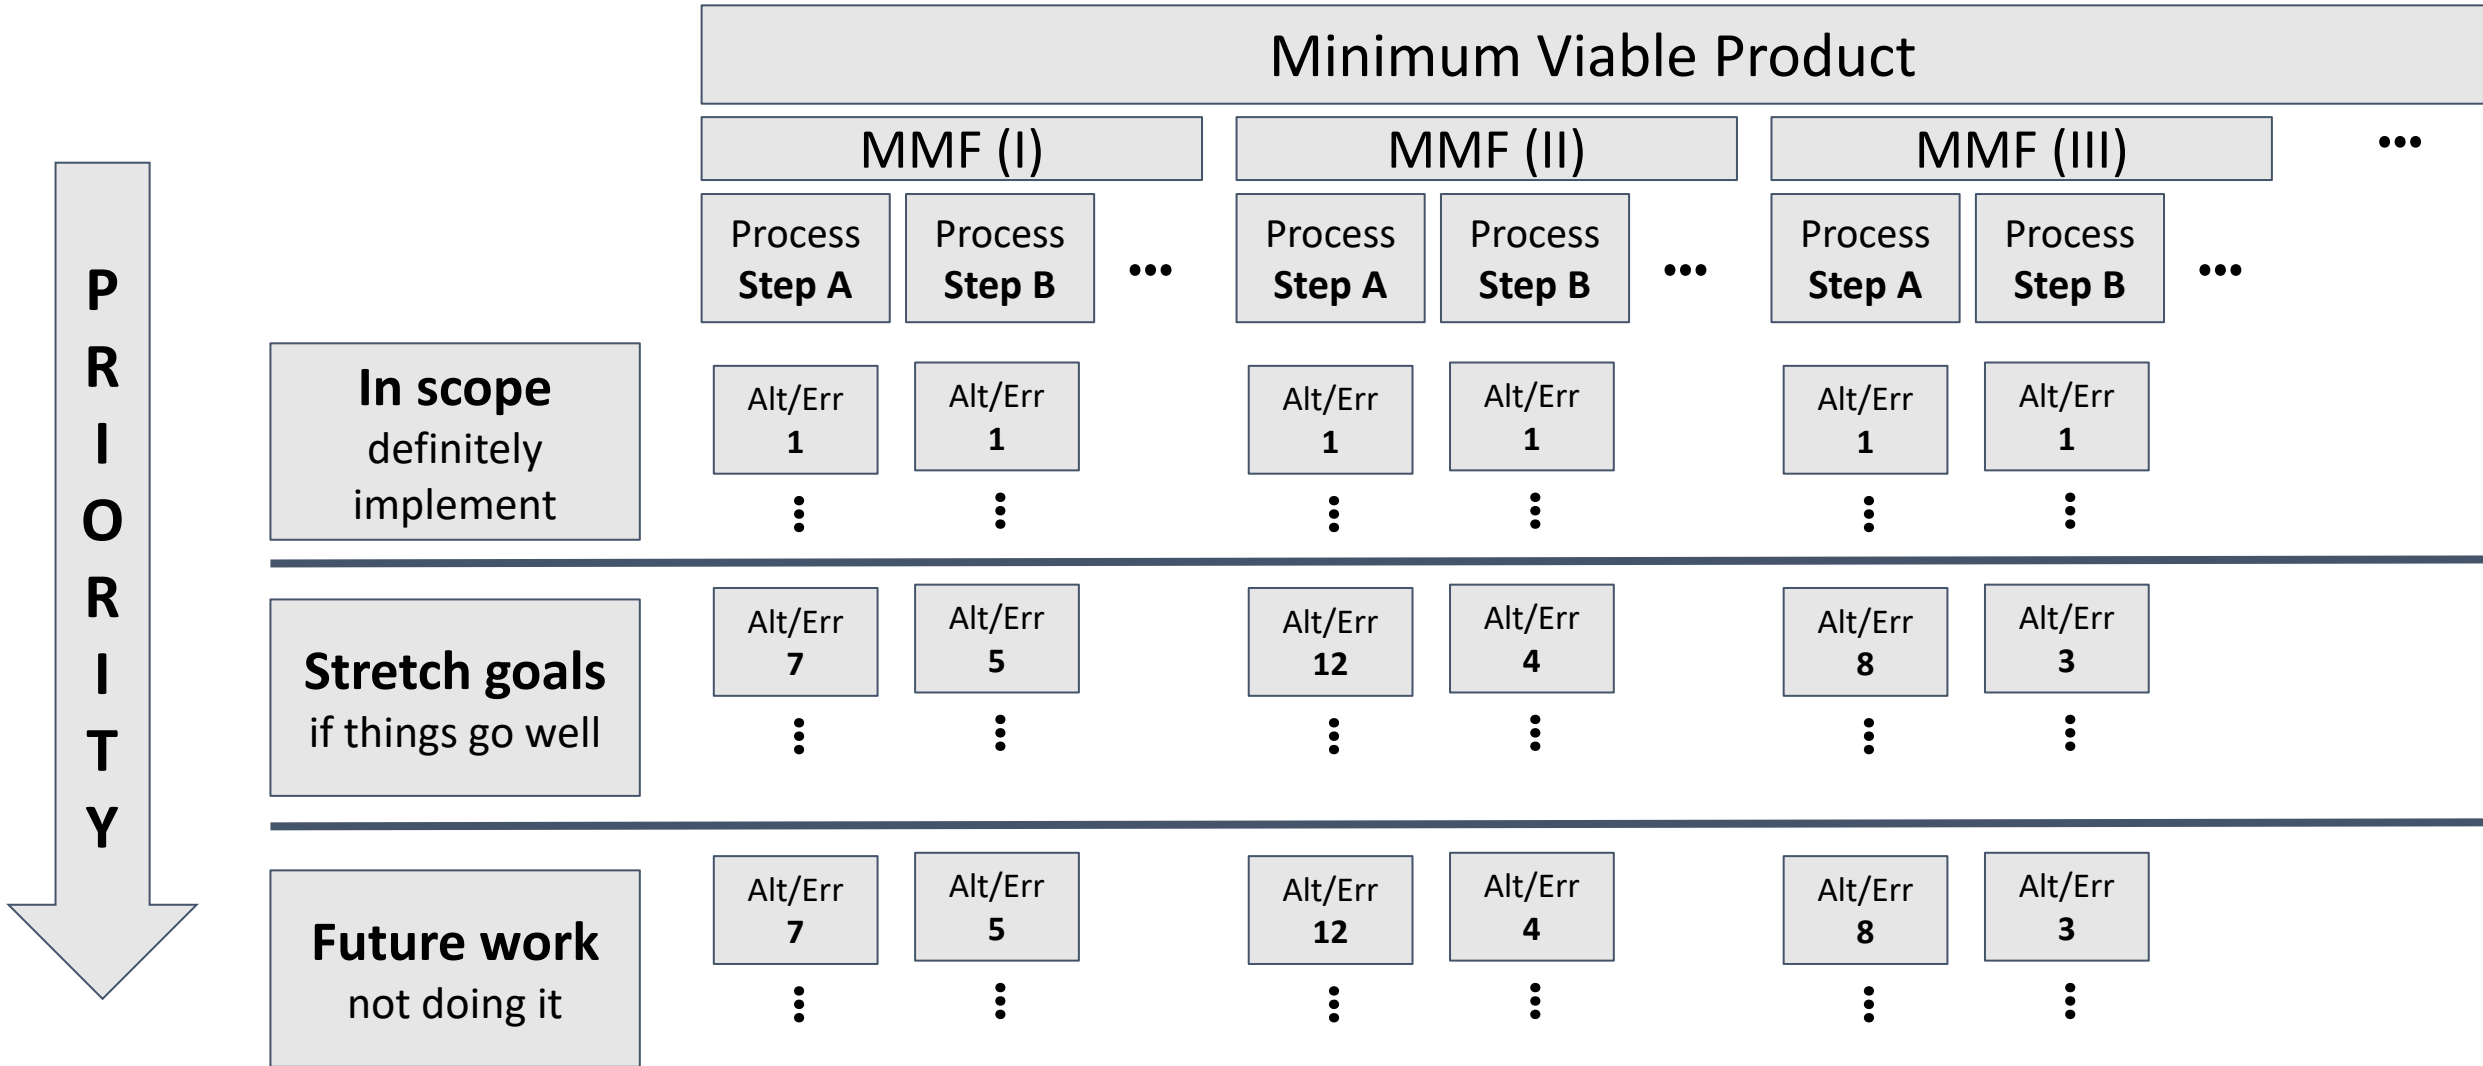 Minimum Viable Product
MMF (I)
MMF (II)
MMF (III)
...
Process
Step A
Process
Step B
...
Process
Step A
Process
Step B
...
Process
Step A
Process
Step B
...
P
R
I
O
R
I
T
Y
In scope
definitely
implement
Alt/Err
1
Alt/Err
1
Alt/Err
1
Alt/Err
1
Alt/Err
1
Alt/Err
1
Stretch goals
if things go well
Alt/Err
7
Alt/Err
5
Alt/Err
12
Alt/Err
4
Alt/Err
8
Alt/Err
3
Future work
not doing it
Alt/Err
7
Alt/Err
5
Alt/Err
12
Alt/Err
4
Alt/Err
8
Alt/Err
3